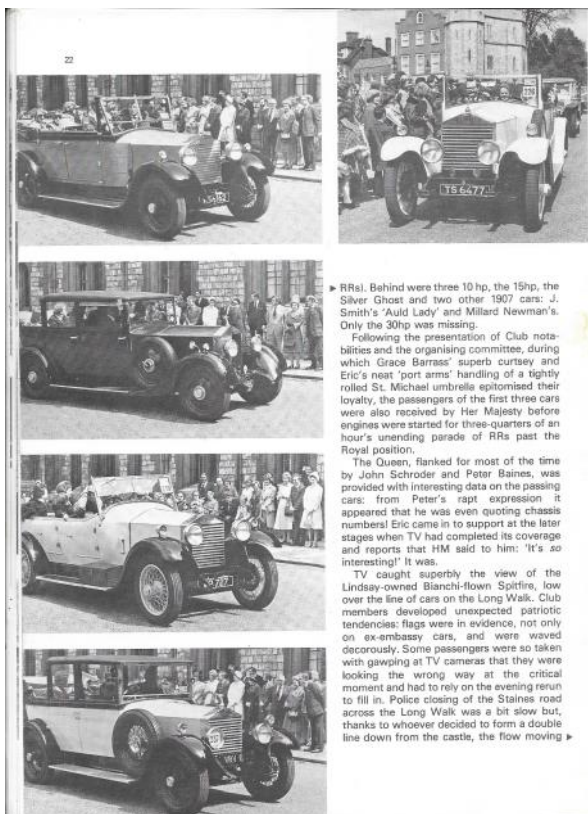 22
TS 6477
▶ RRs). Behind were three 10 hp, the 15hp, the
Silver Ghost and two other 1907 cars: J.
Smith's 'Auld Lady' and Millard Newman's.
Only the 30hp was missing.
Following the presentation of Club nota-
bilities and the organising committee, during
which Grace Barrass' superb curtsey and
Eric's neat 'port arms' handling of a tightly
rolled St. Michael umbrella epitomised their
loyalty, the passengers of the first three cars
were also received by Her Majesty before
engines were started for three-quarters of an
hour's unending parade of RRs past the
Royal position.
The Queen, flanked for most of the time
by John Schroder and Peter Baines, was
provided with interesting data on the passing
cars: from Peter's rapt expression it
appeared that he was even quoting chassis
numbers! Eric came in to support at the later
stages when TV had completed its coverage
and reports that HM said to him: 'It's so
interesting!' It was.
TV caught superbly the view of the
Lindsay-owned Bianchi-flown Spitfire, low
over the line of cars on the Long Walk. Club
members developed unexpected patriotic
tendencies: flags were in evidence, not only
on ex-embassy cars, and were waved
decorously. Some passengers were so taken
with gawping at TV cameras that they were
looking the wrong way at the critical
moment and had to rely on the evening rerun
to fill in. Police closing of the Staines road
across the Long Walk was a bit slow but,
thanks to whoever decided to form a double
line down from the castle, the flow moving ▶